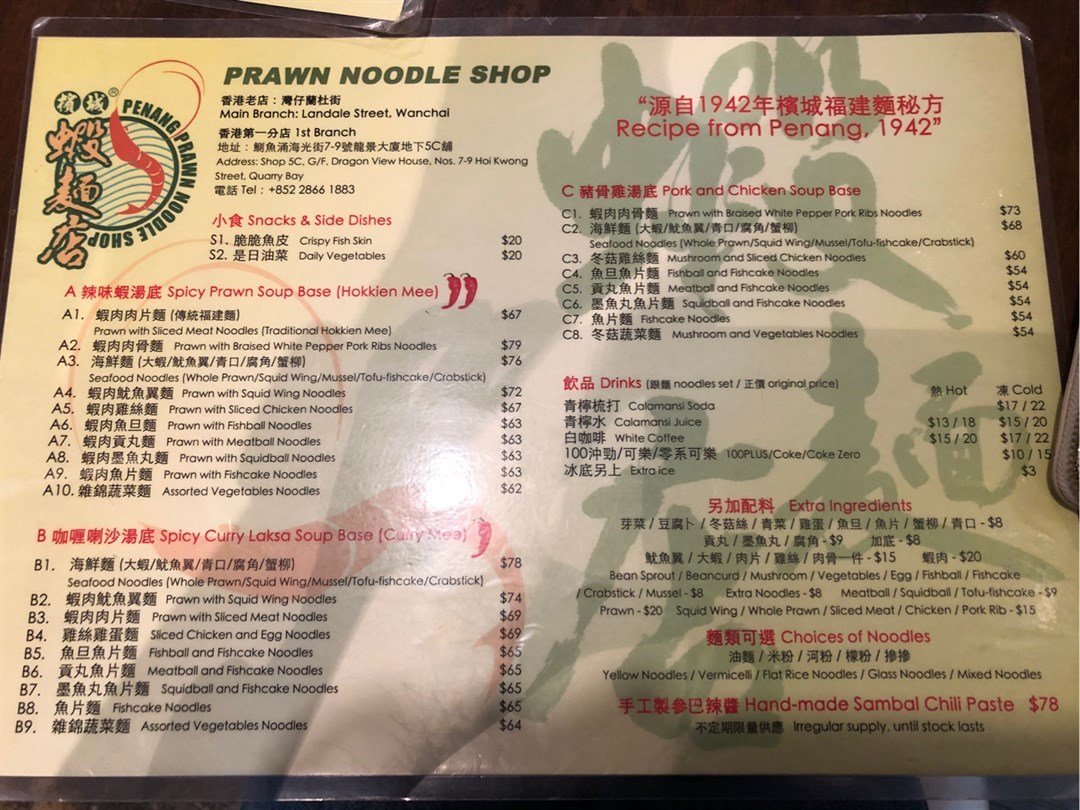 檳城 ®
蝦麵店
PENANG PRAWN NOODLE SHOP
PRAWN NOODLE SHOP
香港老店：灣仔蘭杜街
Main Branch: Landale Street, Wanchai
香港第一分店 1st Branch
地址：鰂魚涌海光街7-9號龍景大廈地下5C舖
Address: Shop 5C, G/F, Dragon View House, Nos. 7-9 Hoi Kwong
Street, Quarry Bay
電話 Tel：+852 2866 1883
小食 Snacks & Side Dishes
S1. 脆脆魚皮 Crispy Fish Skin $20
S2. 是日油菜 Daily Vegetables $20
A 辣味蝦湯底 Spicy Prawn Soup Base (Hokkien Mee)
A1. 蝦肉肉片麵 (傳統福建麵) $67
Prawn with Sliced Meat Noodles (Traditional Hokkien Mee)
A2. 蝦肉肉骨麵 Prawn with Braised White Pepper Pork Ribs Noodles $79
A3. 海鮮麵 (大蝦/魷魚翼/青口/腐角/蟹柳) $76
Seafood Noodles (Whole Prawn/Squid Wing/Mussel/Tofu-fishcake/Crabstick)
A4. 蝦肉魷魚翼麵 Prawn with Squid Wing Noodles $72
A5. 蝦肉雞絲麵 Prawn with Sliced Chicken Noodles $67
A6. 蝦肉魚旦麵 Prawn with Fishball Noodles $63
A7. 蝦肉貢丸麵 Prawn with Meatball Noodles $63
A8. 蝦肉墨魚丸麵 Prawn with Squidball Noodles $63
A9. 蝦肉魚片麵 Prawn with Fishcake Noodles $63
A10. 雜錦蔬菜麵 Assorted Vegetables Noodles $62
B 咖喱喇沙湯底 Spicy Curry Laksa Soup Base (Curry Mee)
B1. 海鮮麵 (大蝦/魷魚翼/青口/腐角/蟹柳) $78
Seafood Noodles (Whole Prawn/Squid Wing/Mussel/Tofu-fishcake/Crabstick)
B2. 蝦肉魷魚翼麵 Prawn with Squid Wing Noodles $74
B3. 蝦肉肉片麵 Prawn with Sliced Meat Noodles $69
B4. 雞絲雞蛋麵 Sliced Chicken and Egg Noodles $69
B5. 魚旦魚片麵 Fishball and Fishcake Noodles $65
B6. 貢丸魚片麵 Meatball and Fishcake Noodles $65
B7. 墨魚丸魚片麵 Squidball and Fishcake Noodles $65
B8. 魚片麵 Fishcake Noodles $65
B9. 雜錦蔬菜麵 Assorted Vegetables Noodles $64
“源自1942年檳城福建麵秘方
Recipe from Penang, 1942”
C 豬骨雞湯底 Pork and Chicken Soup Base
C1. 蝦肉肉骨麵 Prawn with Braised White Pepper Pork Ribs Noodles $73
C2. 海鮮麵 (大蝦/魷魚翼/青口/腐角/蟹柳) $68
Seafood Noodles (Whole Prawn/Squid Wing/Mussel/Tofu-fishcake/Crabstick)
C3. 冬菇雞絲麵 Mushroom and Sliced Chicken Noodles $60
C4. 魚旦魚片麵 Fishball and Fishcake Noodles $54
C5. 貢丸魚片麵 Meatball and Fishcake Noodles $54
C6. 墨魚丸魚片麵 Squidball and Fishcake Noodles $54
C7. 魚片麵 Fishcake Noodles $54
C8. 冬菇蔬菜麵 Mushroom and Vegetables Noodles $54
飲品 Drinks (跟麵 noodles set / 正價 original price) 熱 Hot 凍 Cold
青檸梳打 Calamansi Soda $17 / 22
青檸水 Calamansi Juice $13 / 18 $15 / 20
白咖啡 White Coffee $15 / 20 $17 / 22
100沖勁/可樂/零系可樂 100PLUS/Coke/Coke Zero $10 / 15
冰底另上 Extra ice $3
另加配料 Extra Ingredients
芽菜 / 豆腐卜 / 冬菇絲 / 青菜 / 雞蛋 / 魚旦 / 魚片 / 蟹柳 / 青口 - $8
貢丸 / 墨魚丸 / 腐角 - $9 加底 - $8
魷魚翼 / 大蝦 / 肉片 / 雞絲 / 肉骨一件 - $15 蝦肉 - $20
Bean Sprout / Beancurd / Mushroom / Vegetables / Egg / Fishball / Fishcake
/ Crabstick / Mussel - $8 Extra Noodles - $8 Meatball / Squidball / Tofu-fishcake - $9
Prawn - $20 Squid Wing / Whole Prawn / Sliced Meat / Chicken / Pork Rib - $15
麵類可選 Choices of Noodles
油麵 / 米粉 / 河粉 / 檬粉 / 摻摻
Yellow Noodles / Vermicelli / Flat Rice Noodles / Glass Noodles / Mixed Noodles
手工製參巴辣醬 Hand-made Sambal Chili Paste $78
不定期限量供應 Irregular supply, until stock lasts
蝦麵店